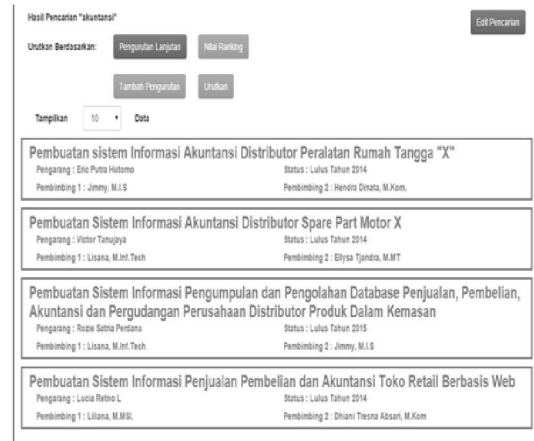 Hasil Pencarian "akuntansi"
Edit Pencarian
Urutkan Berdasarkan: Pengurutan Lanjutan Nilai Ranking
Tambah Pengurutan Urutkan
Tampilkan 10 Data
Pembuatan sistem Informasi Akuntansi Distributor Peralatan Rumah Tangga "X"
Pengarang : Eric Putra Hutomo Status : Lulus Tahun 2014
Pembimbing 1 : Jimmy, M.I.S Pembimbing 2 : Hendra Dinata, M.Kom.
Pembuatan Sistem Informasi Akuntansi Distributor Spare Part Motor X
Pengarang : Victor Tanujaya Status : Lulus Tahun 2014
Pembimbing 1 : Lisana, M.Inf.Tech Pembimbing 2 : Ellysa Tjandra, M.MT
Pembuatan Sistem Informasi Pengumpulan dan Pengolahan Database Penjualan, Pembelian,
Akuntansi dan Pergudangan Perusahaan Distributor Produk Dalam Kemasan
Pengarang : Rozie Satria Perdana Status : Lulus Tahun 2015
Pembimbing 1 : Lisana, M.Inf.Tech Pembimbing 2 : Jimmy, M.I.S
Pembuatan Sistem Informasi Penjualan Pembelian dan Akuntansi Toko Retail Berbasis Web
Pengarang : Lucia Retno L Status : Lulus Tahun 2014
Pembimbing 1 : Liliana, M.MSI. Pembimbing 2 : Dhiani Tresna Absari, M.Kom